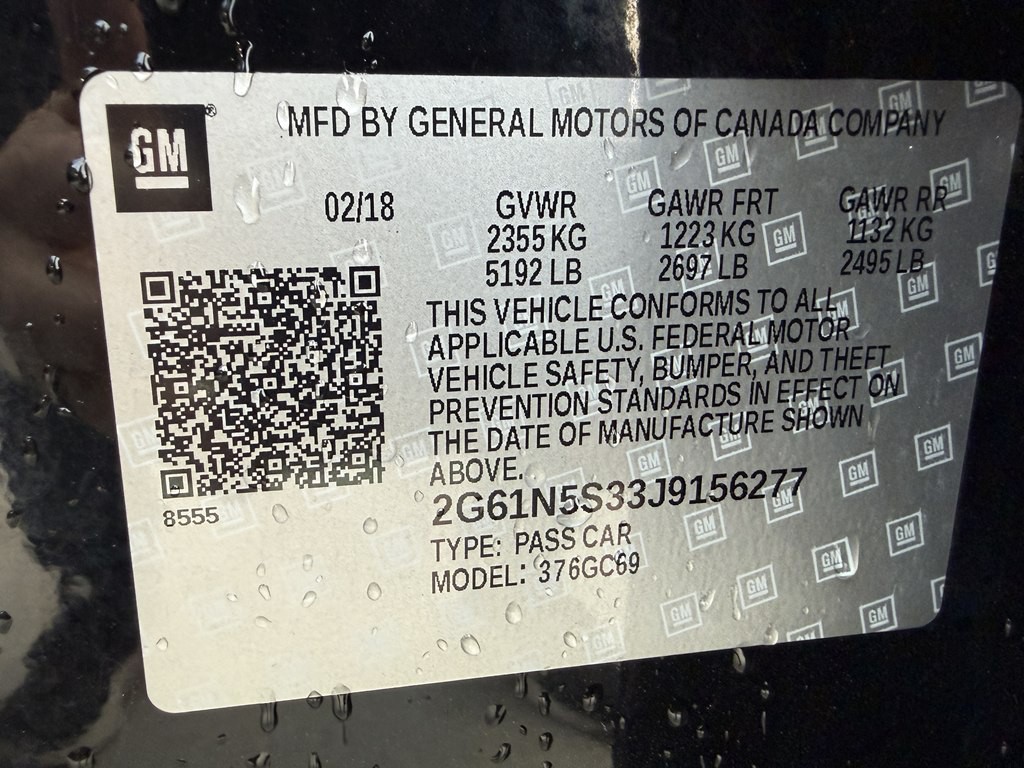 GM
MFD BY GENERAL MOTORS OF CANADA COMPANY
02/18 GVWR GAWR FRT GAWR RR
2355 KG 1223 KG 1132 KG
5192 LB 2697 LB 2495 LB
THIS VEHICLE CONFORMS TO ALL
APPLICABLE U.S. FEDERAL MOTOR
VEHICLE SAFETY, BUMPER, AND THEFT
PREVENTION STANDARDS IN EFFECT ON
THE DATE OF MANUFACTURE SHOWN
ABOVE.
8555
2G61N5S33J9156277
TYPE: PASS CAR
MODEL: 376GC69